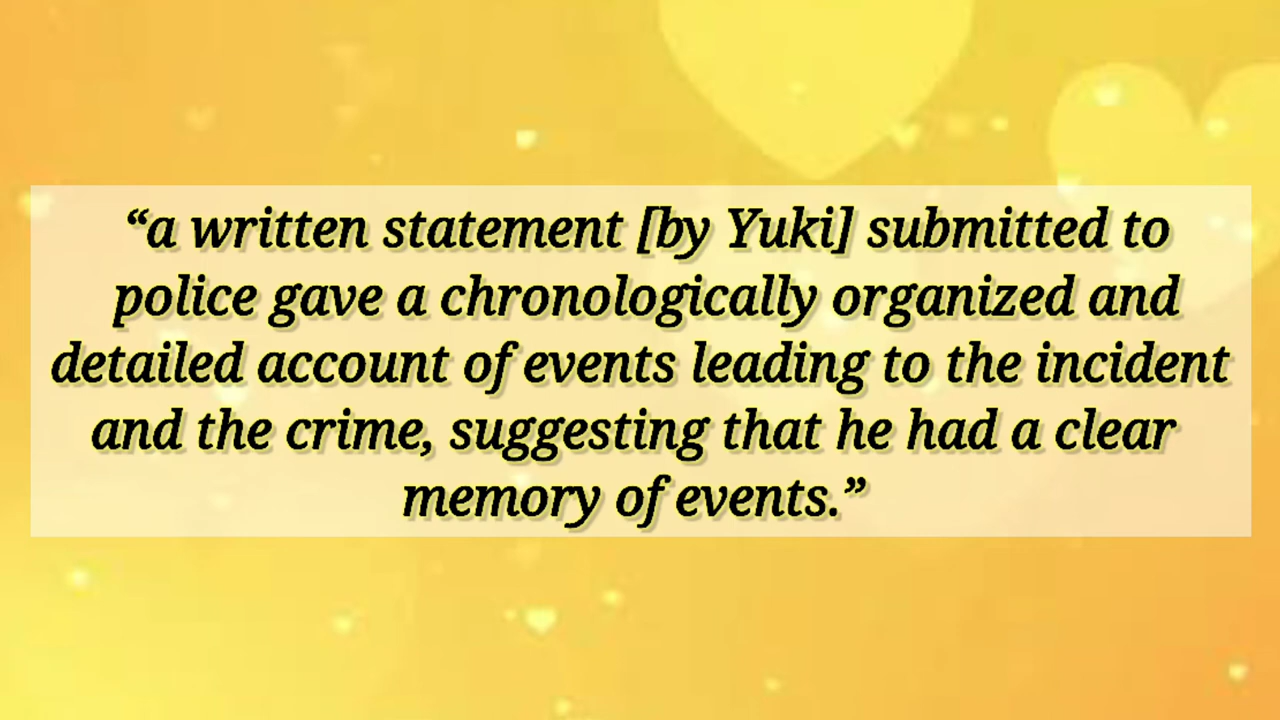 “a written statement [by Yuki] submitted to
police gave a chronologically organized and
detailed account of events leading to the incident
and the crime, suggesting that he had a clear
memory of events.”